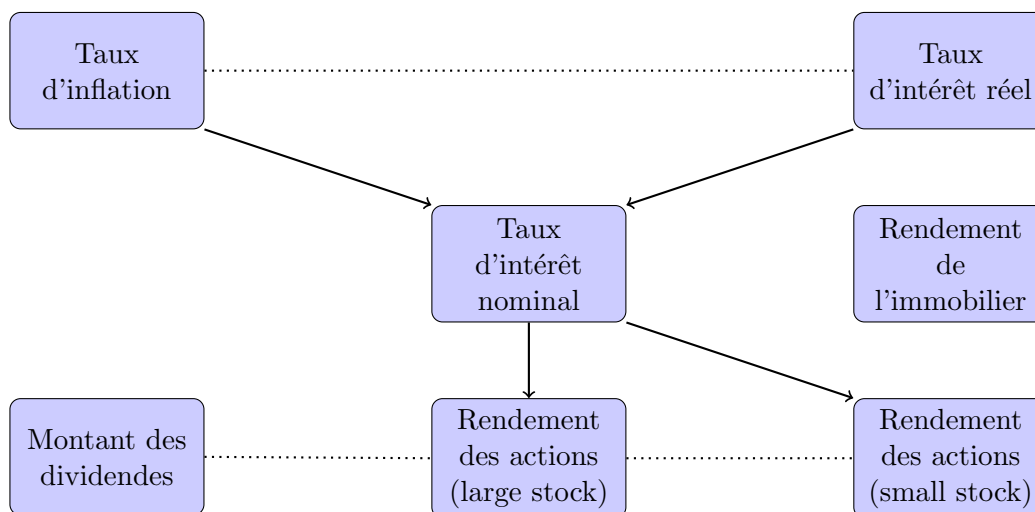 Taux
d'inflation
Taux
d'intérêt réel
Taux
d'intérêt
nominal
Rendement
de
l'immobilier
Montant des
dividendes
Rendement
des actions
(large stock)
Rendement
des actions
(small stock)